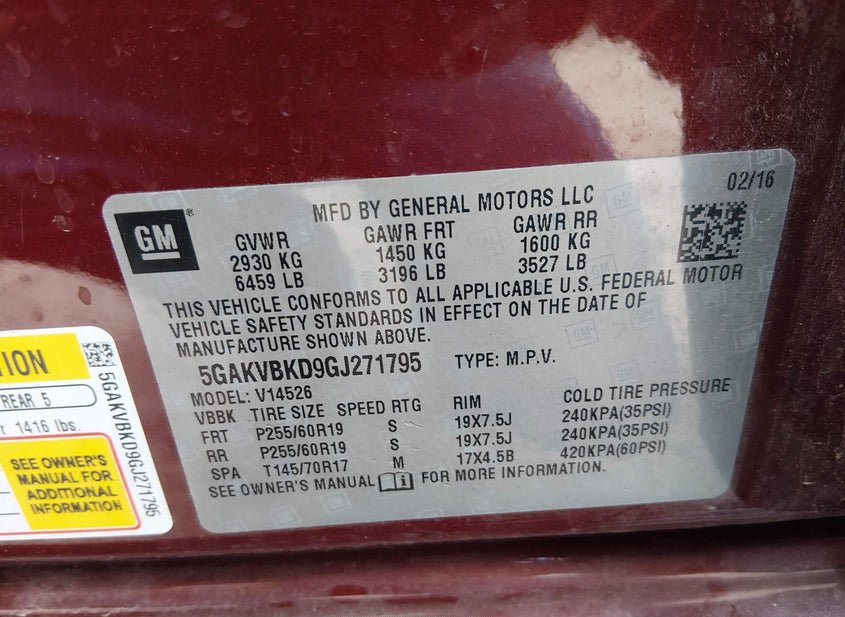 02/16
GM
MFD BY GENERAL MOTORS LLC
GVWR GAWR FRT GAWR RR
2930 KG 1450 KG 1600 KG
6459 LB 3196 LB 3527 LB
THIS VEHICLE CONFORMS TO ALL APPLICABLE U.S. FEDERAL MOTOR
VEHICLE SAFETY STANDARDS IN EFFECT ON THE DATE OF
MANUFACTURE SHOWN ABOVE.
5GAKVBKD9GJ271795 TYPE: M.P.V.
MODEL: V14526
VBBK TIRE SIZE SPEED RTG RIM COLD TIRE PRESSURE
FRT P255/60R19 S 19X7.5J 240KPA(35PSI)
RR P255/60R19 S 19X7.5J 240KPA(35PSI)
SPA T145/70R17 M 17X4.5B 420KPA(60PSI)
SEE OWNER'S MANUAL FOR MORE INFORMATION.
TION
REAR 5
1416 lbs.
SEE OWNER'S
MANUAL FOR
ADDITIONAL
INFORMATION
5GAKVBKD9GJ271795